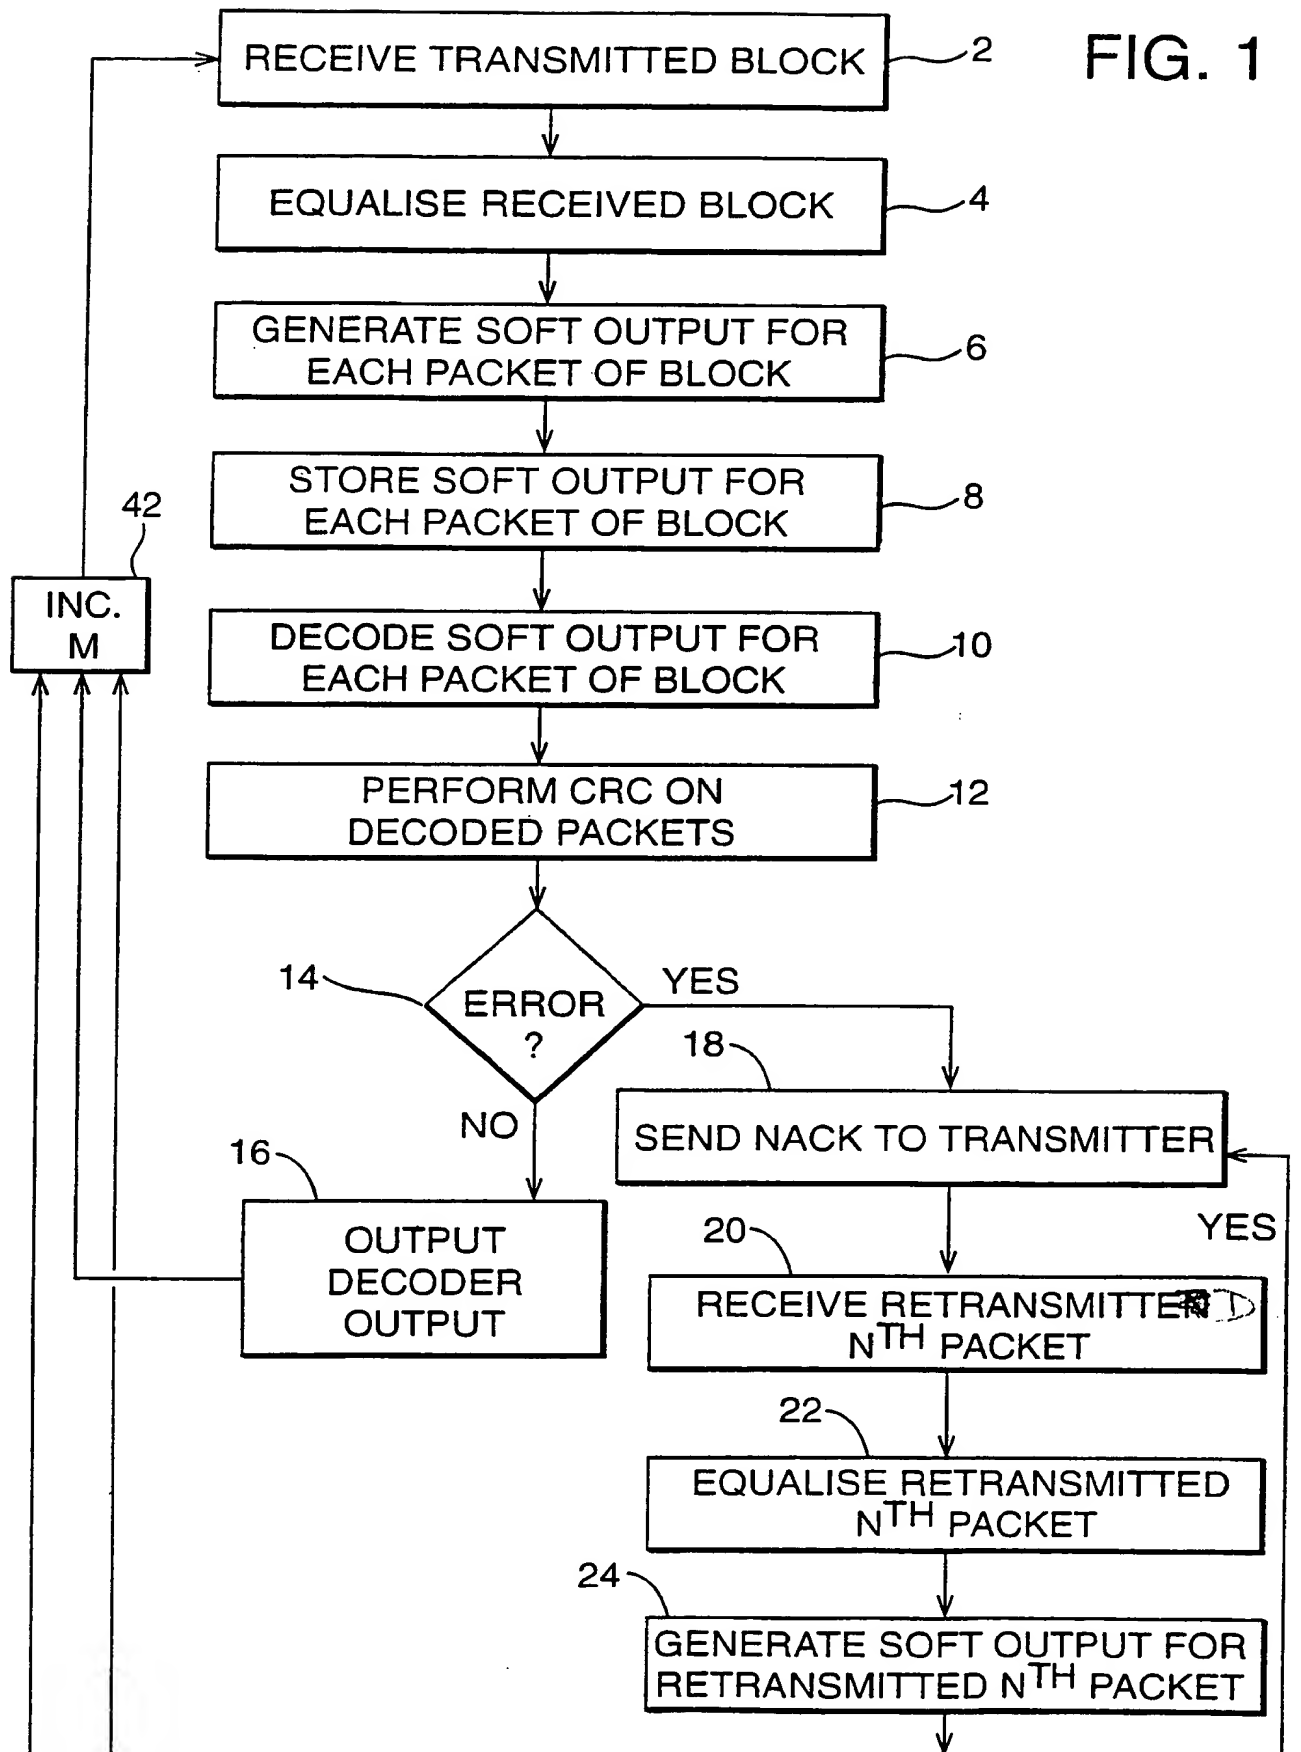 FIG. 1
RECEIVE TRANSMITTED BLOCK
2
EQUALISE RECEIVED BLOCK
4
GENERATE SOFT OUTPUT FOR
EACH PACKET OF BLOCK
6
STORE SOFT OUTPUT FOR
EACH PACKET OF BLOCK
8
42
INC.
M
DECODE SOFT OUTPUT FOR
EACH PACKET OF BLOCK
10
PERFORM CRC ON
DECODED PACKETS
12
14
ERROR
?
YES
NO
18
SEND NACK TO TRANSMITTER
YES
16
OUTPUT
DECODER
OUTPUT
20
RECEIVE
NTH PACKET
22
EQUALISE RETRANSMITTED
NTH PACKET
24
GENERATE SOFT OUTPUT FOR
RETRANSMITTED NTH PACKET